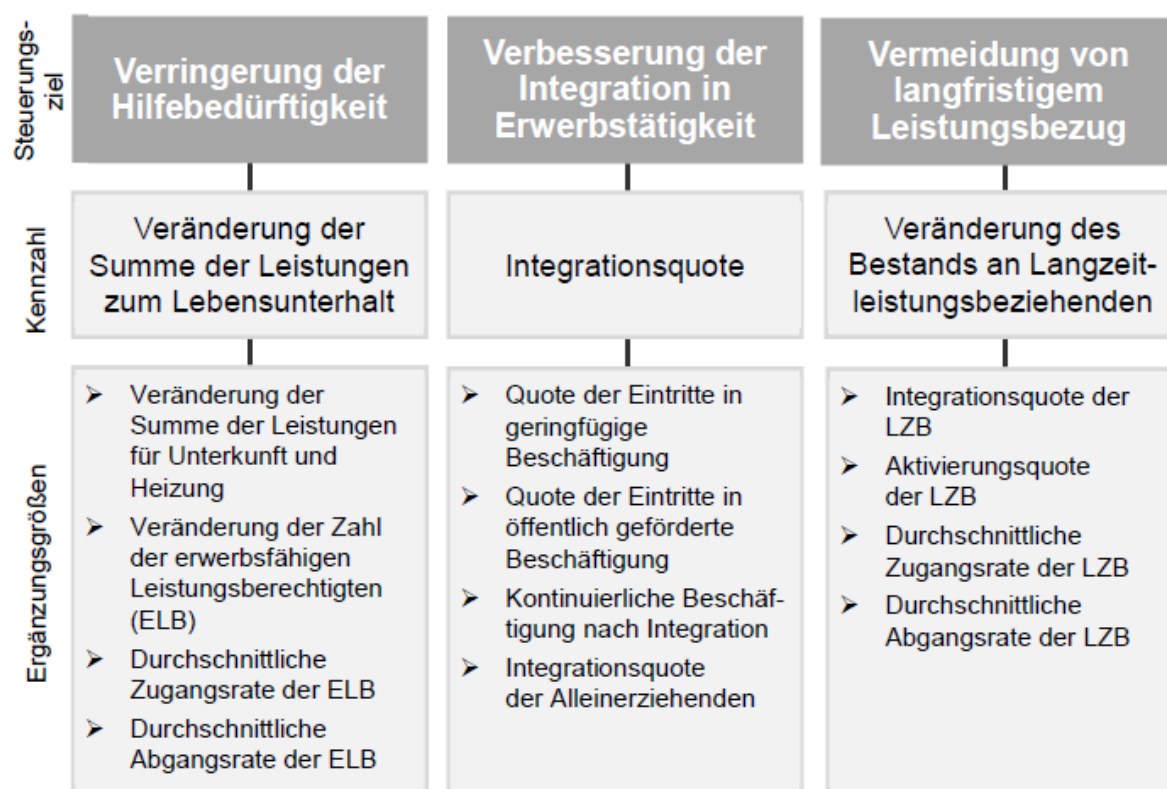 Steuerungs-
ziel
Verringerung der
Hilfebedürftigkeit
Verbesserung der
Integration in
Erwerbstätigkeit
Vermeidung von
langfristigem
Leistungsbezug
Kennzahl
Veränderung der
Summe der Leistungen
zum Lebensunterhalt
Integrationsquote
Veränderung des
Bestands an Langzeit-
leistungsbeziehenden
Ergänzungsgrößen
➢ Veränderung der
Summe der Leistungen
für Unterkunft und
Heizung
➢ Veränderung der Zahl
der erwerbsfähigen
Leistungsberechtigten
(ELB)
➢ Durchschnittliche
Zugangsrate der ELB
➢ Durchschnittliche
Abgangsrate der ELB
➢ Quote der Eintritte in
geringfügige
Beschäftigung
➢ Quote der Eintritte in
öffentlich geförderte
Beschäftigung
➢ Kontinuierliche Beschäf-
tigung nach Integration
➢ Integrationsquote
der Alleinerziehenden
➢ Integrationsquote der
LZB
➢ Aktivierungsquote
der LZB
➢ Durchschnittliche
Zugangsrate der LZB
➢ Durchschnittliche
Abgangsrate der LZB